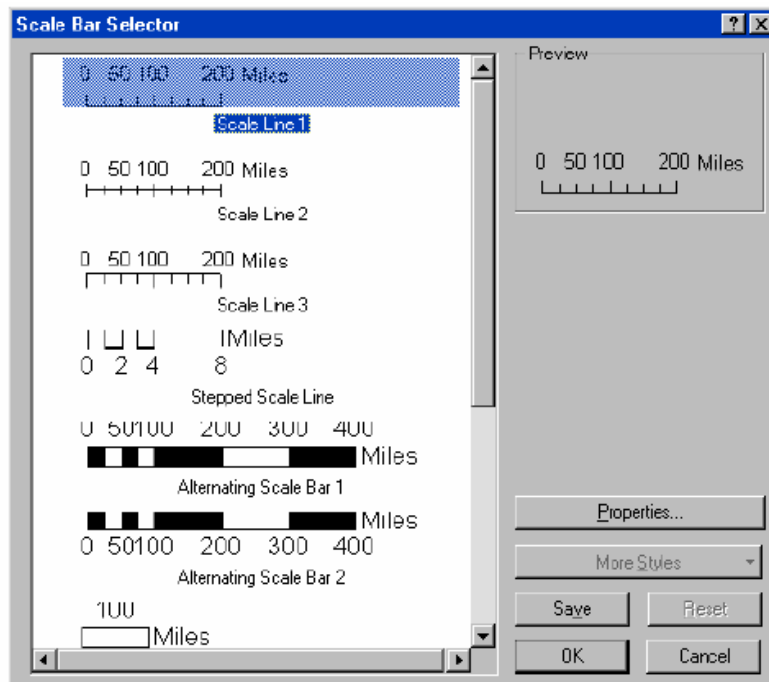 Scale Bar Selector
0 50 100 200 Miles
Scale Line 1
0 50 100 200 Miles
Scale Line 2
0 50 100 200 Miles
Scale Line 3
Miles
0 2 4 8
Stepped Scale Line
0 50100 200 300 400
Miles
Alternating Scale Bar 1
Miles
0 50100 200 300 400
Alternating Scale Bar 2
100
Miles
Preview
0 50 100 200 Miles
Properties...
More Styles
Save
Reset
OK
Cancel